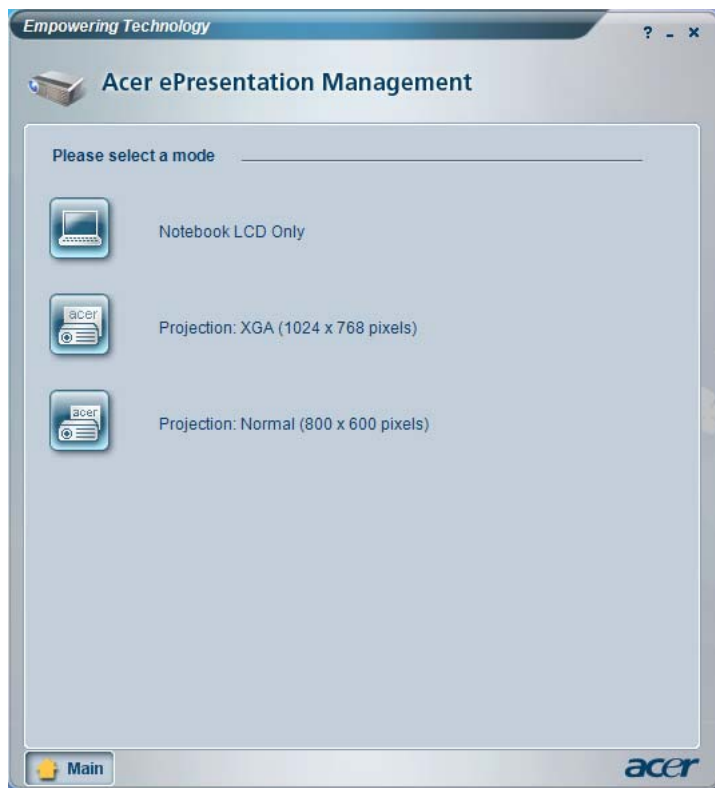 Empowering Technology
? - ×
Acer ePresentation Management
Please select a mode
Notebook LCD Only
acer
Projection: XGA (1024 x 768 pixels)
acer
Projection: Normal (800 x 600 pixels)
Main
acer